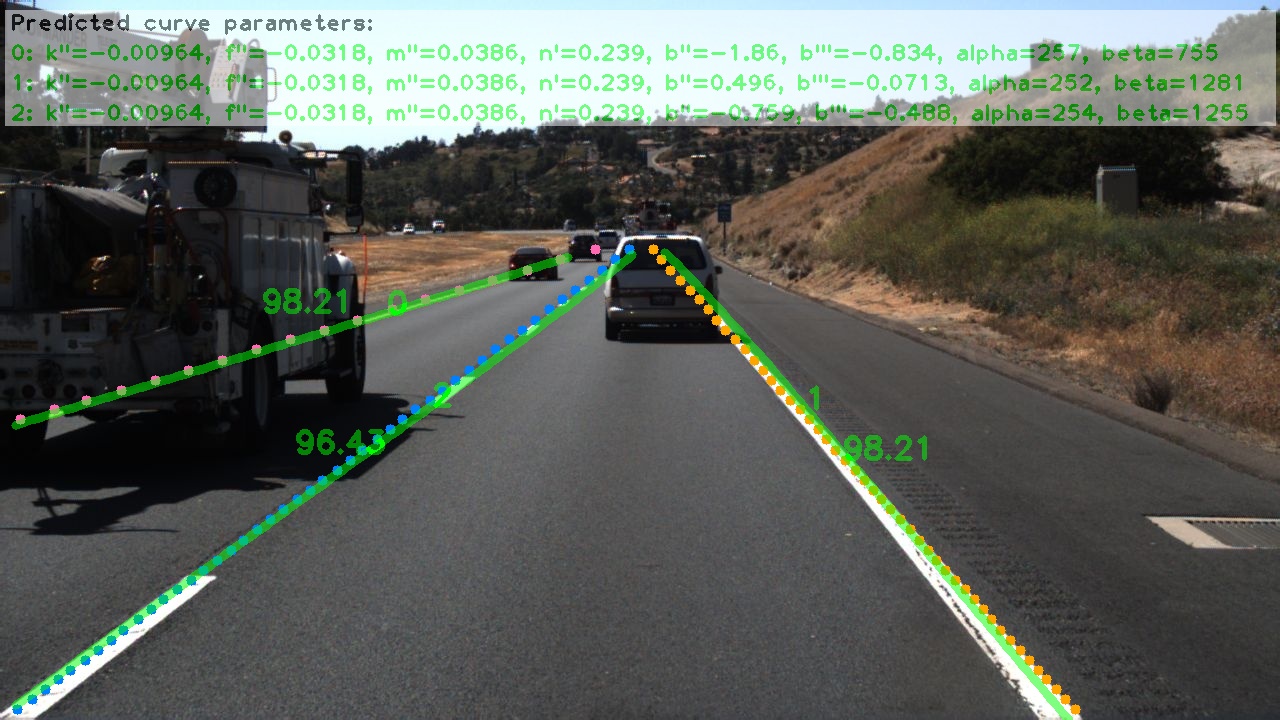 Predicted curve parameters:
0: k''=-0.00964, f''=-0.0318, m''=0.0386, n'=0.239, b''=-1.86, b'''=-0.834, alpha=257, beta=755
1: k''=-0.00964, f''=-0.0318, m''=0.0386, n'=0.239, b''=0.496, b'''=-0.0713, alpha=252, beta=1281
2: k''=-0.00964, f''=-0.0318, m''=0.0386, n'=0.239, b''=-0.759, b'''=-0.488, alpha=254, beta=1255
98.21 0
2 1
96.43 98.21